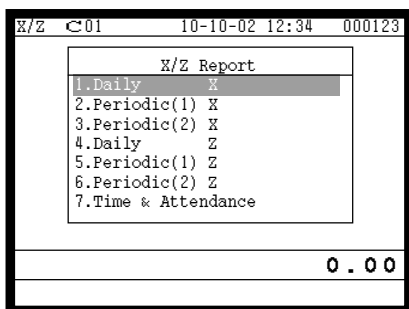 X/Z C01 10-10-02 12:34 000123
X/Z Report
1.Daily X
2.Periodic(1) X
3.Periodic(2) X
4.Daily Z
5.Periodic(1) Z
6.Periodic(2) Z
7.Time & Attendance
0.00